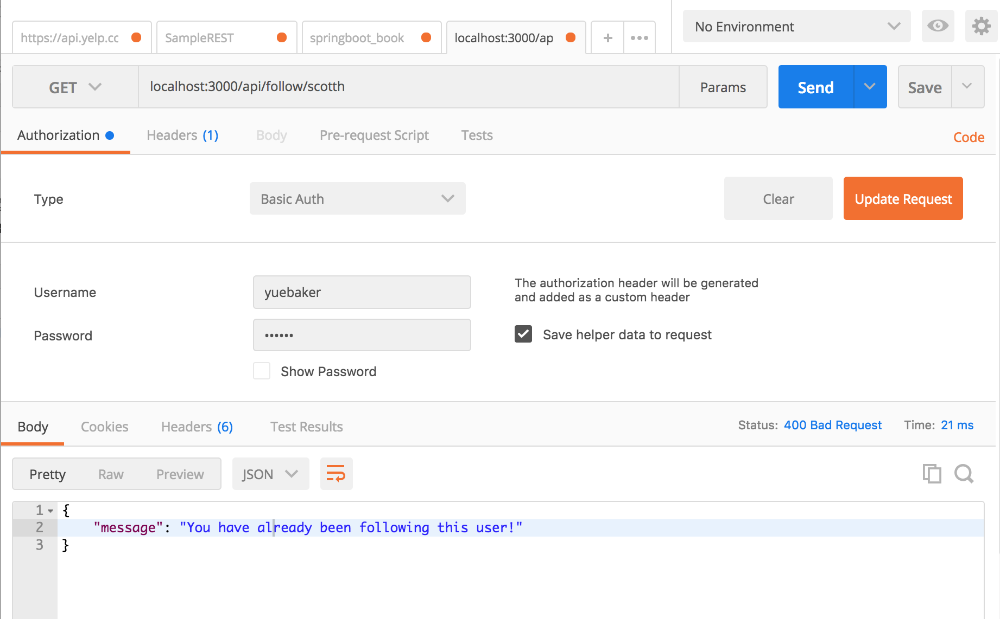 https://api.yelp.cc
SampleREST
springboot_book
localhost:3000/ap
+
No Environment
GET
localhost:3000/api/follow/scotth
Params
Send
Save
Authorization
Headers (1)
Body
Pre-request Script
Tests
Code
Type
Basic Auth
Clear
Update Request
Username
yuebaker
The authorization header will be generated
and added as a custom header
Password
••••••
Save helper data to request
Show Password
Body
Cookies
Headers (6)
Test Results
Status: 400 Bad Request
Time: 21 ms
Pretty
Raw
Preview
JSON
1 {
2 "message": "You have already been following this user!"
3 }